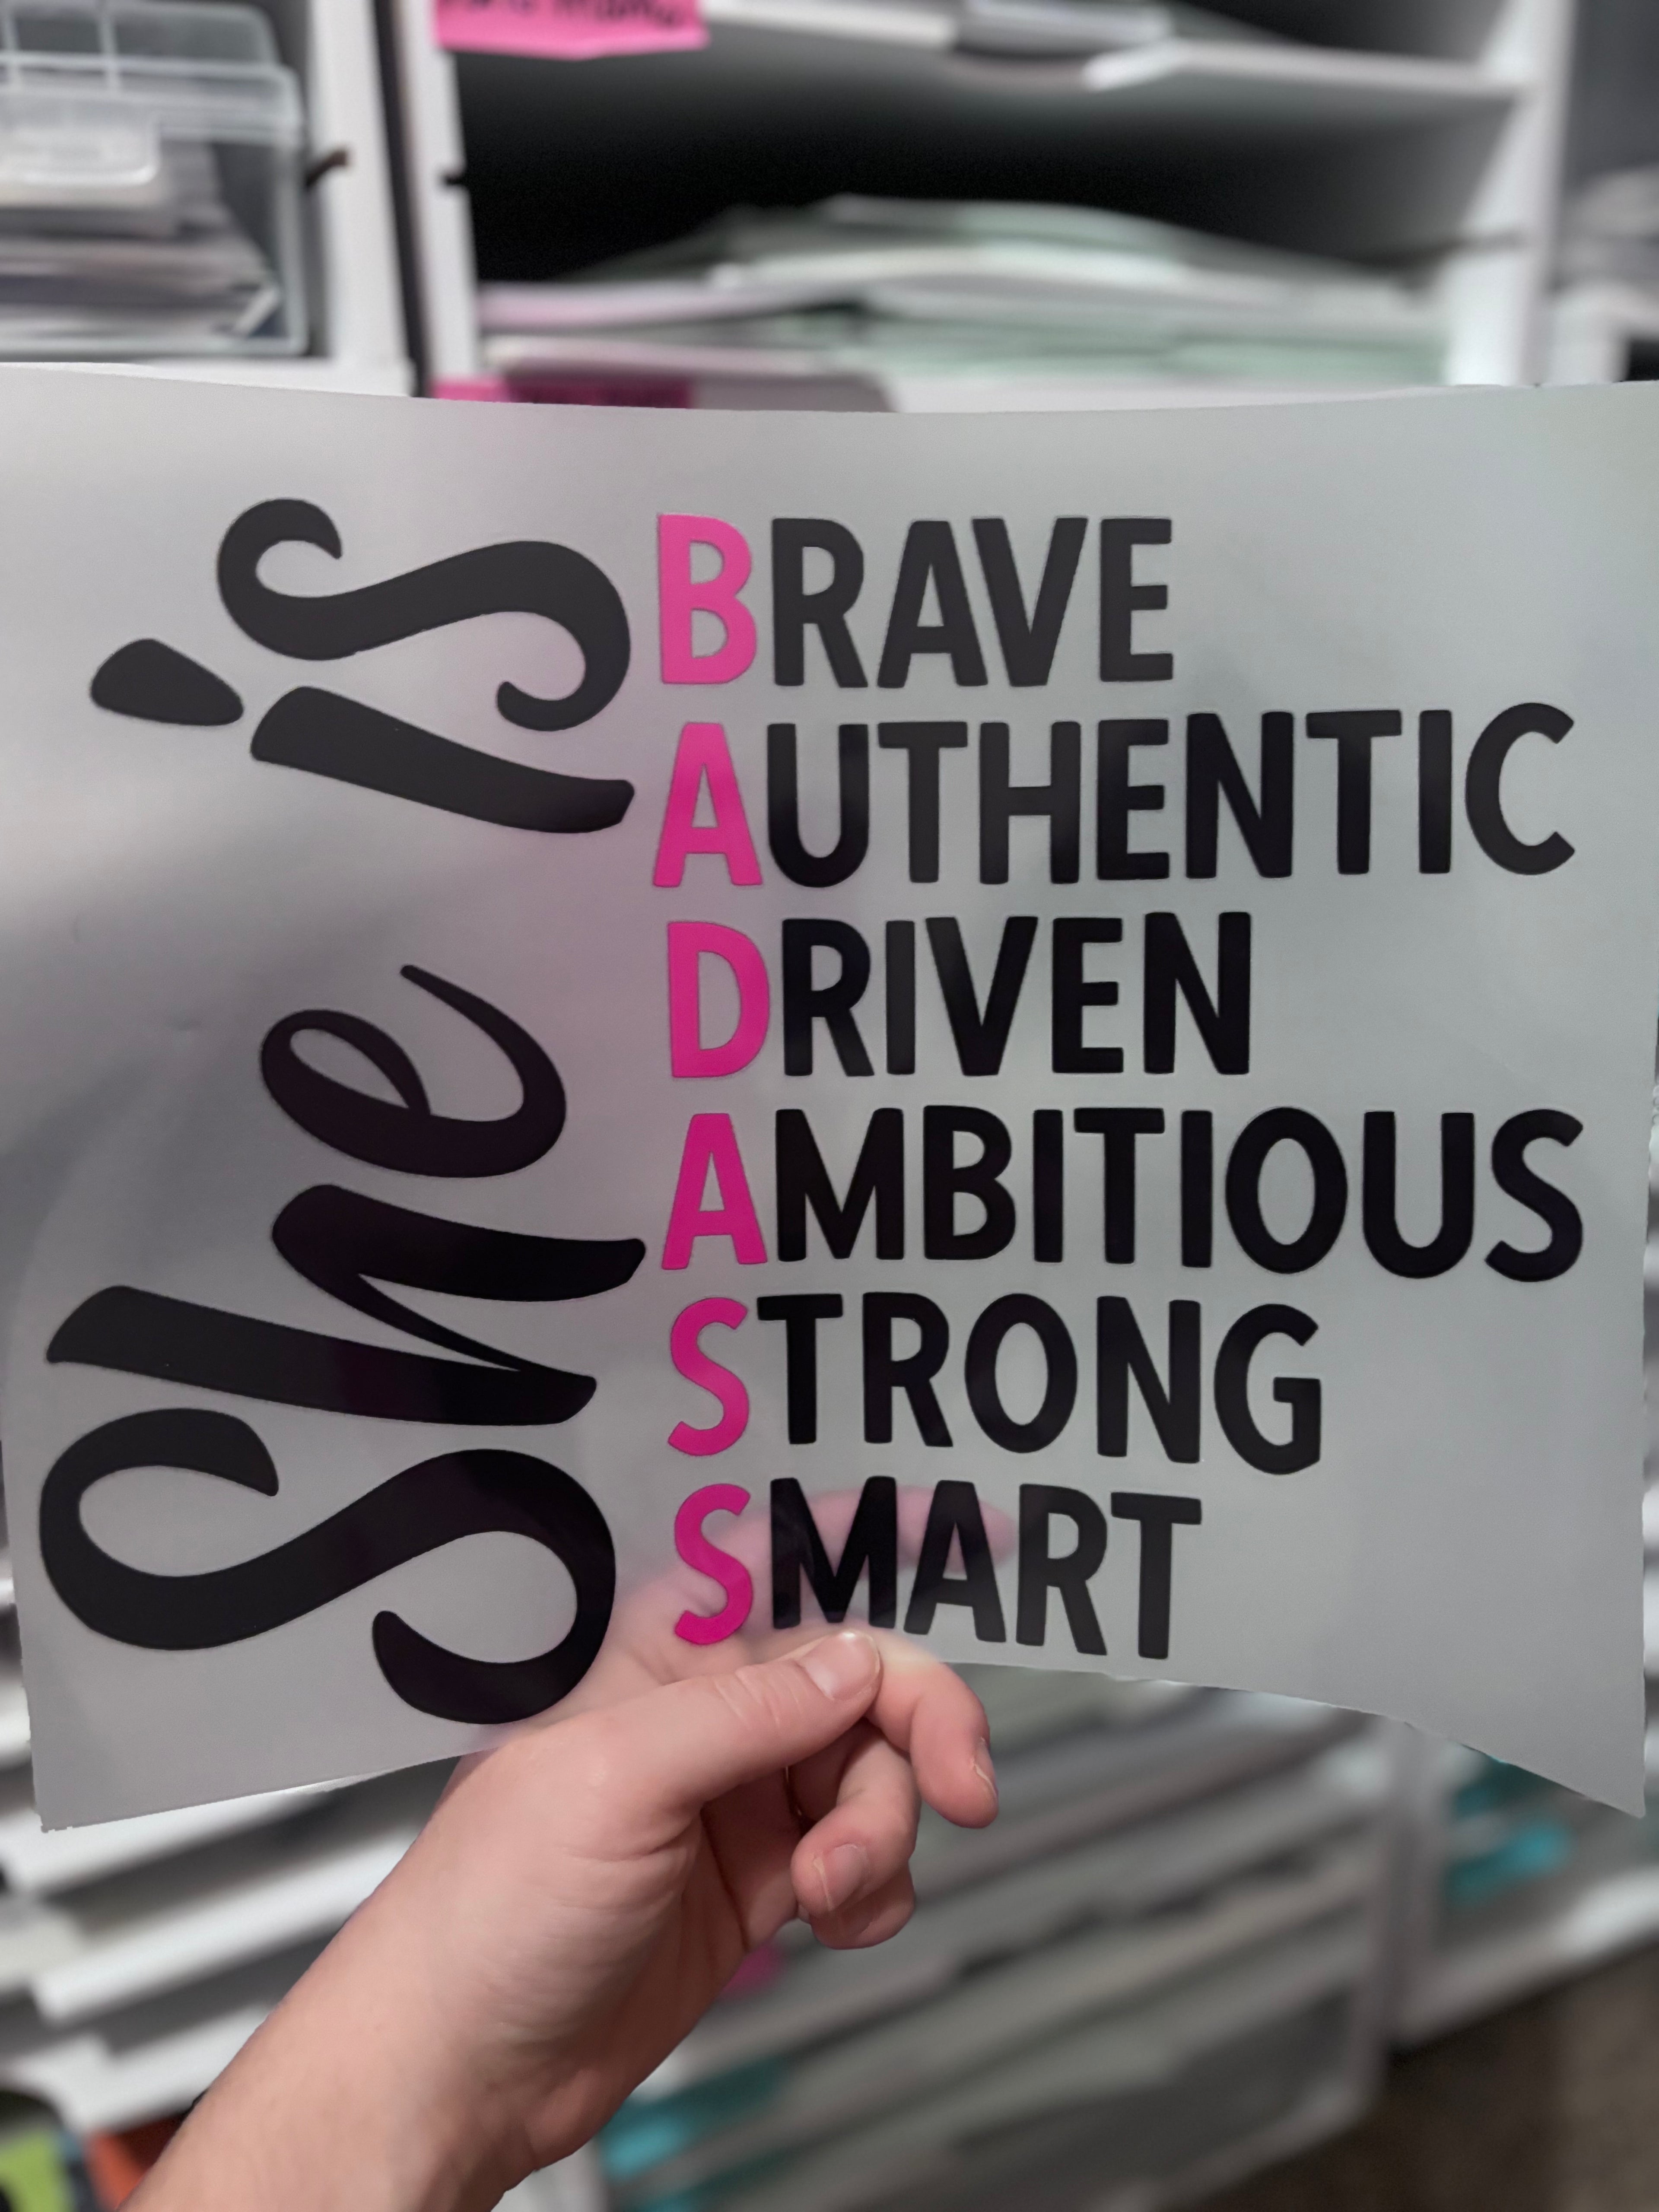 She is
BRAVE
AUTHENTIC
DRIVEN
AMBITIOUS
STRONG
SMART